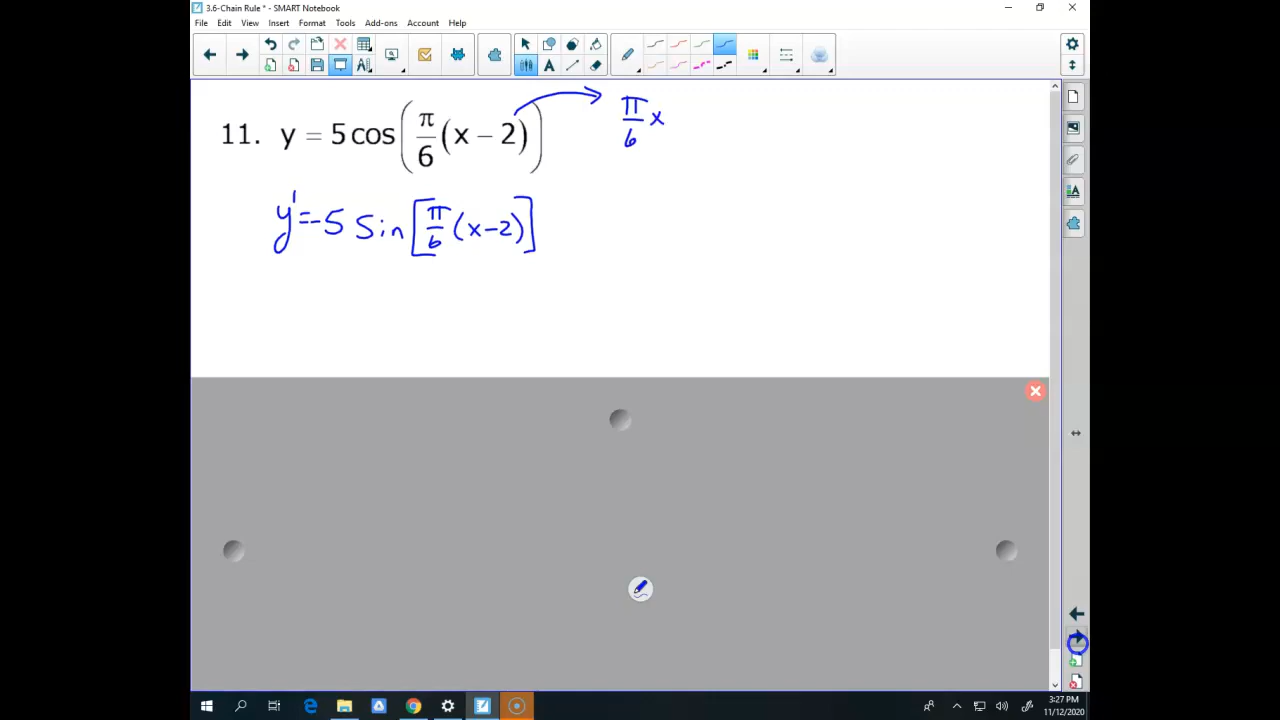 3.6-Chain Rule * - SMART Notebook
File Edit View Insert Format Tools Add-ons Account Help
11. y = 5 cos(π/6 (x − 2)) → π/6 x
y' = -5 Sin[π/6 (x-2)]
3:27 PM
11/12/2020